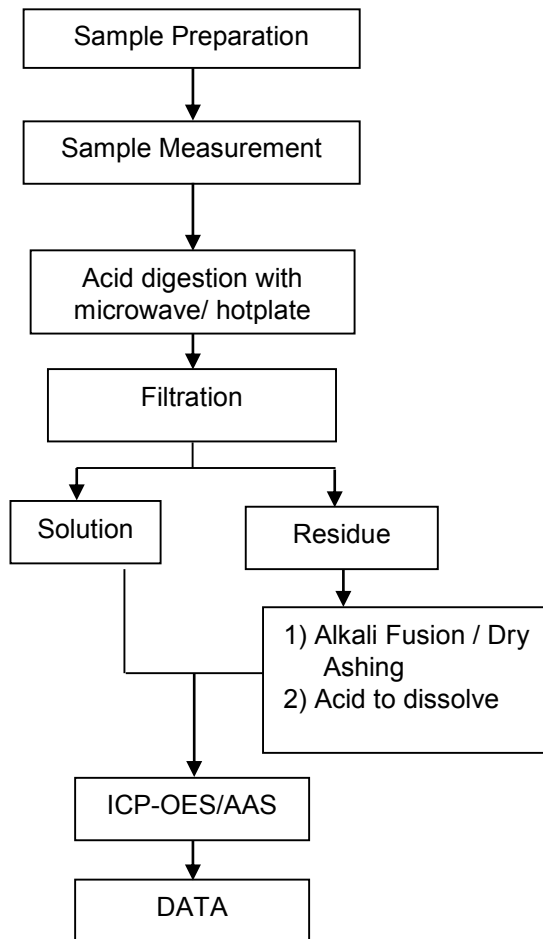 Sample Preparation
Sample Measurement
Acid digestion with
microwave/ hotplate
Filtration
Solution
Residue
1) Alkali Fusion / Dry
Ashing
2) Acid to dissolve
ICP-OES/AAS
DATA